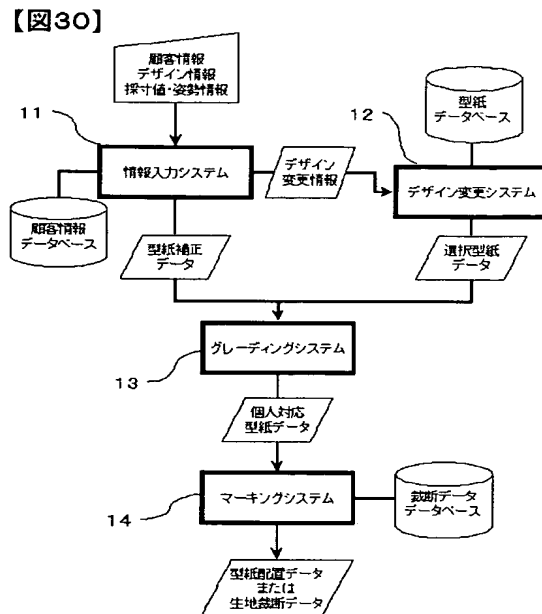 【図30】
顧客情報
デザイン情報
採寸値・姿勢情報
11
情報入力システム
デザイン
変更情報
12
型紙
データベース
デザイン変更システム
顧客情報
データベース
型紙補正
データ
選択型紙
データ
グレーディングシステム
13
個人対応
型紙データ
マーキングシステム
14
裁断データ
データベース
型紙配置データ
または
生地裁断データ